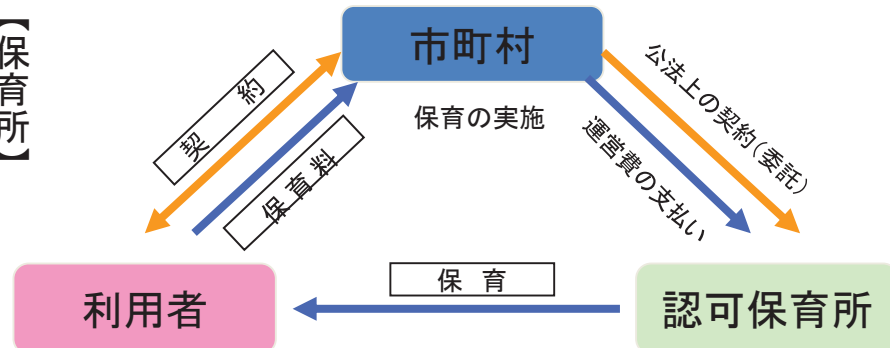 【保育所】
市町村
保育の実施
契約
保育料
公法上の契約(委託)
運営費の支払い
保育
利用者
認可保育所